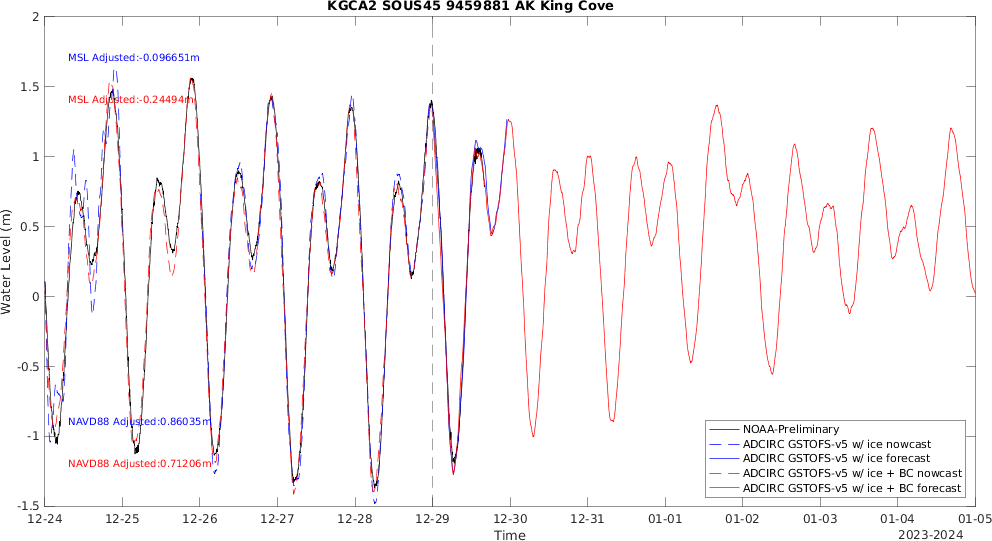 KGCA2 SOUS45 9459881 AK King Cove
Water Level (m)
2
1.5
1
0.5
0
-0.5
-1
-1.5
MSL Adjusted:-0.096651m
MSL Adjusted:-0.24494m
NAVD88 Adjusted:0.86035m
NAVD88 Adjusted:0.71206m
NOAA-Preliminary
ADCIRC GSTOFS-v5 w/ ice nowcast
ADCIRC GSTOFS-v5 w/ ice forecast
ADCIRC GSTOFS-v5 w/ ice + BC nowcast
ADCIRC GSTOFS-v5 w/ ice + BC forecast
12-24 12-25 12-26 12-27 12-28 12-29 12-30 12-31 01-01 01-02 01-03 01-04 01-05
Time
2023-2024